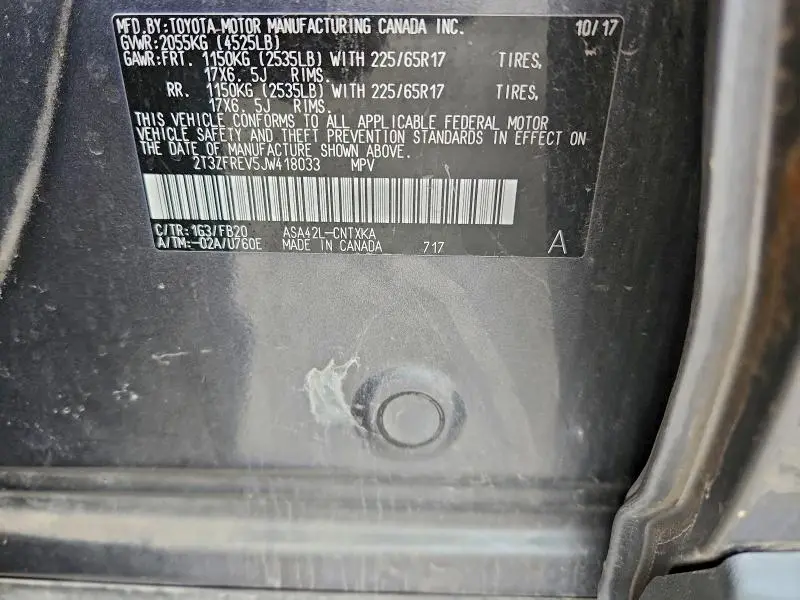 MFD.BY:TOYOTA MOTOR MANUFACTURING CANADA INC. 10/17
GVWR:2055KG (4525LB)
GAWR:FRT. 1150KG (2535LB) WITH 225/65R17 TIRES,
17X6. 5J RIMS.
RR. 1150KG (2535LB) WITH 225/65R17 TIRES,
17X6. 5J RIMS.
THIS VEHICLE CONFORMS TO ALL APPLICABLE FEDERAL MOTOR
VEHICLE SAFETY AND THEFT PREVENTION STANDARDS IN EFFECT ON
THE DATE OF MANUFACTURE SHOWN ABOVE.
2T3ZFREV5JW418033 MPV
C/TR: 1G3/FB20 ASA42L-CNTXKA
A/TM:-02A/U760E MADE IN CANADA 717 A